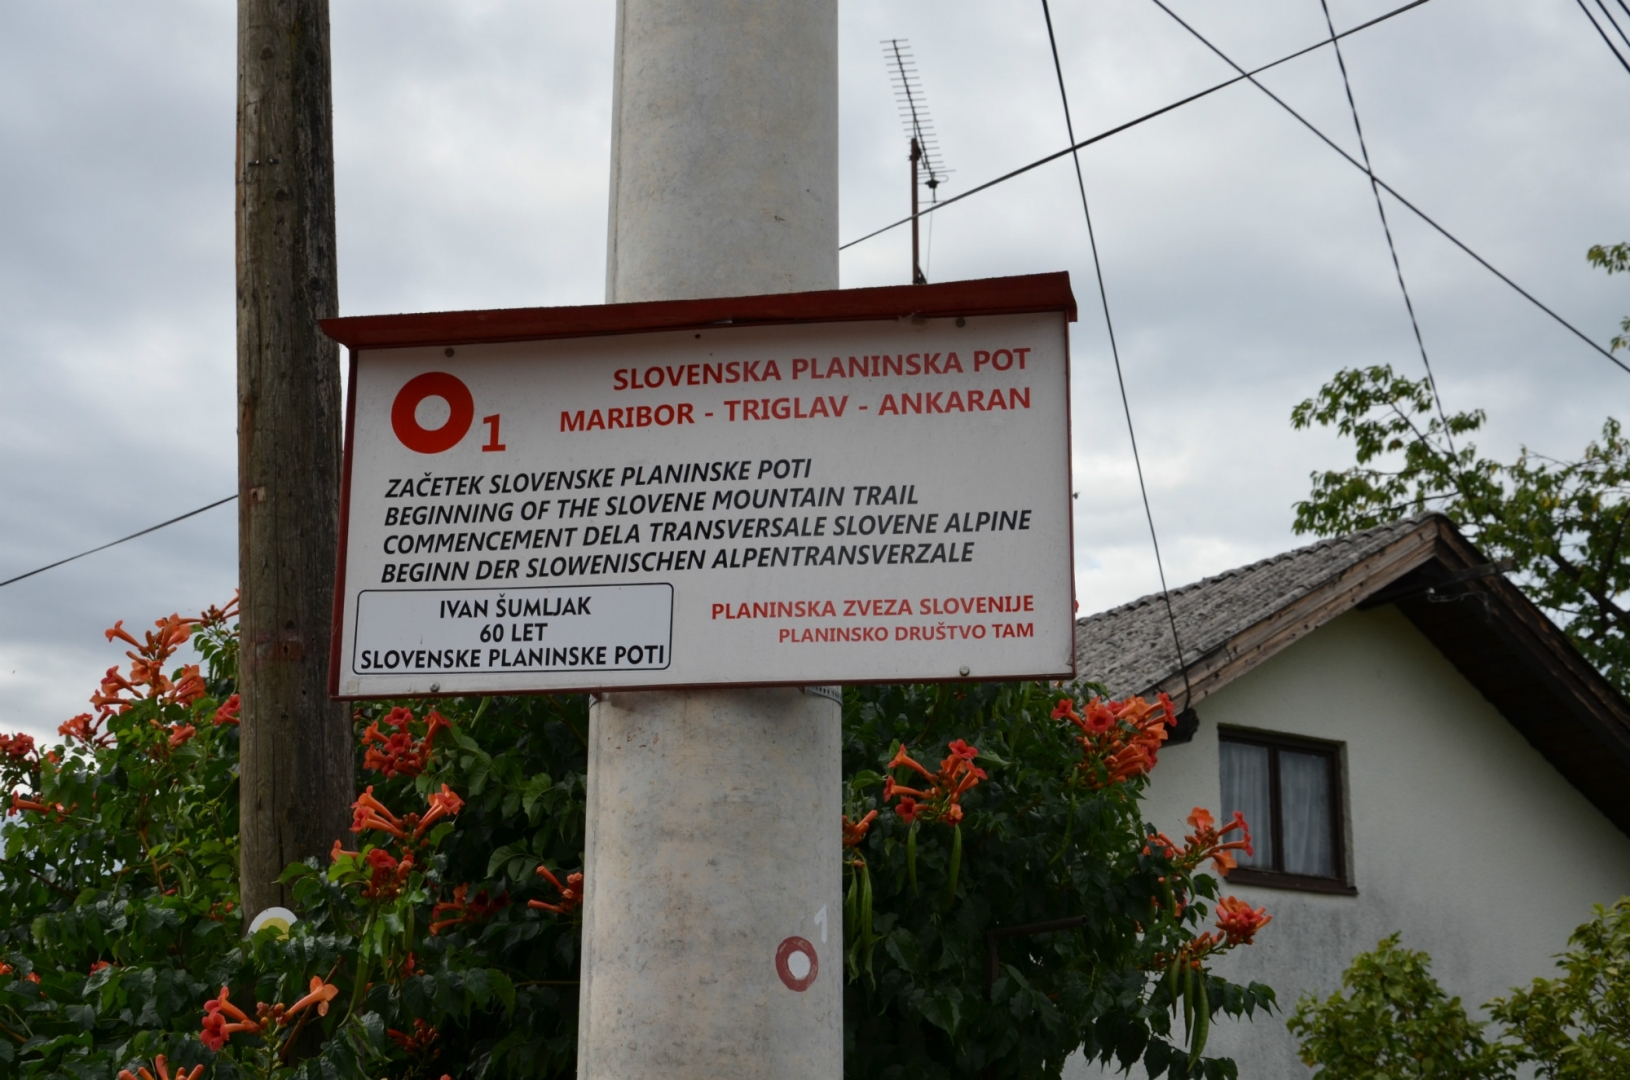 SLOVENSKA PLANINSKA POT
MARIBOR - TRIGLAV - ANKARAN
1
ZAČETEK SLOVENSKE PLANINSKE POTI
BEGINNING OF THE SLOVENE MOUNTAIN TRAIL
COMMENCEMENT DELA TRANSVERSALE SLOVENE ALPINE
BEGINN DER SLOWENISCHEN ALPENTRANSVERZALE
IVAN ŠUMLJAK
60 LET
SLOVENSKE PLANINSKE POTI
PLANINSKA ZVEZA SLOVENIJE
PLANINSKO DRUŠTVO TAM
1